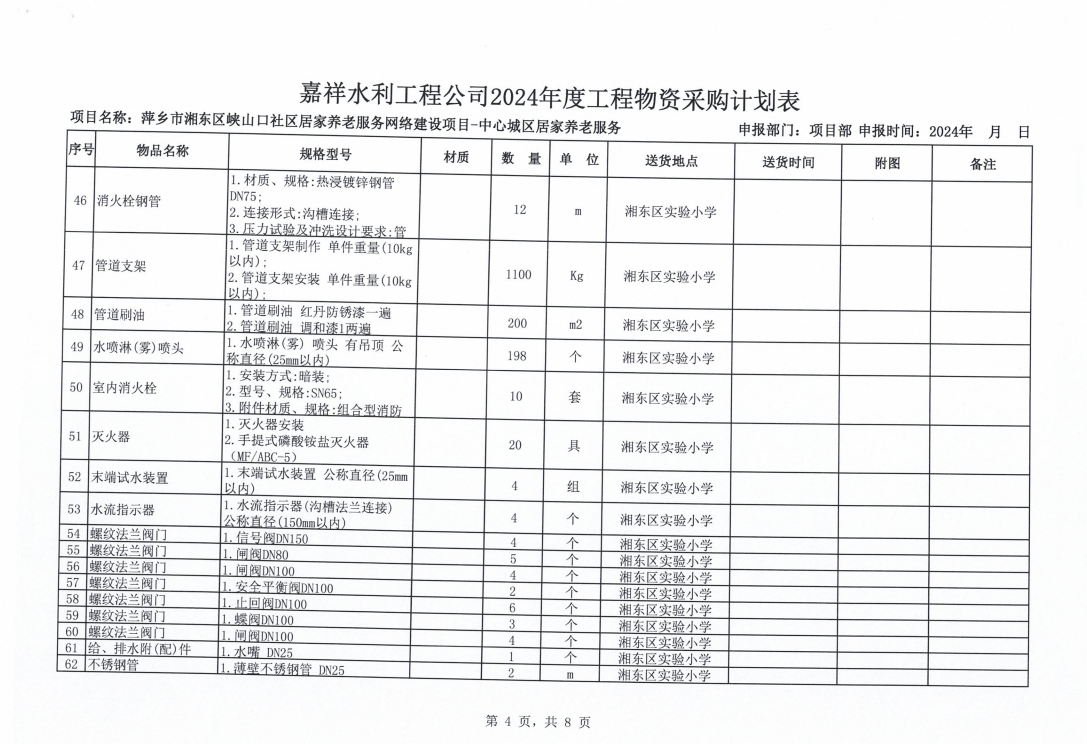 嘉祥水利工程公司2024年度工程物资采购计划表
项目名称：萍乡市湘东区峡山口社区居家养老服务网络建设项目-中心城区居家养老服务 申报部门：项目部 申报时间：2024年 月 日
序号 物品名称 规格型号 材质 数 量 单 位 送货地点 送货时间 附图 备注
46 消火栓钢管 1.材质、规格:热浸镀锌钢管
DN75;
2.连接形式:沟槽连接;
3.压力试验及冲洗设计要求:管
12 m 湘东区实验小学
47 管道支架 1.管道支架制作 单件重量(10kg
以内);
2.管道支架安装 单件重量(10kg
以内);
1100 Kg 湘东区实验小学
48 管道刷油 1.管道刷油 红丹防锈漆一遍
2.管道刷油 调和漆1两遍
200 m2 湘东区实验小学
49 水喷淋(雾)喷头 1.水喷淋(雾) 喷头 有吊顶 公
称直径(25mm以内)
198 个 湘东区实验小学
50 室内消火栓 1.安装方式:暗装;
2.型号、规格:SN65;
3.附件材质、规格:组合型消防
10 套 湘东区实验小学
51 灭火器 1.灭火器安装
2.手提式磷酸铵盐灭火器
（MF/ABC-5）
20 具 湘东区实验小学
52 末端试水装置 1.末端试水装置 公称直径(25mm
以内)
4 组 湘东区实验小学
53 水流指示器 1.水流指示器(沟槽法兰连接)
公称直径(150mm以内)
4 个 湘东区实验小学
54 螺纹法兰阀门 1.信号阀DN150 4 个 湘东区实验小学
55 螺纹法兰阀门 1.闸阀DN80 5 个 湘东区实验小学
56 螺纹法兰阀门 1.闸阀DN100 4 个 湘东区实验小学
57 螺纹法兰阀门 1.安全平衡阀DN100 2 个 湘东区实验小学
58 螺纹法兰阀门 1.止回阀DN100 6 个 湘东区实验小学
59 螺纹法兰阀门 1.蝶阀DN100 3 个 湘东区实验小学
60 螺纹法兰阀门 1.闸阀DN100 4 个 湘东区实验小学
61 给、排水附(配)件 1.水嘴 DN25 1 个 湘东区实验小学
62 不锈钢管 1.薄壁不锈钢管 DN25 2 m 湘东区实验小学
第 4 页，共 8 页